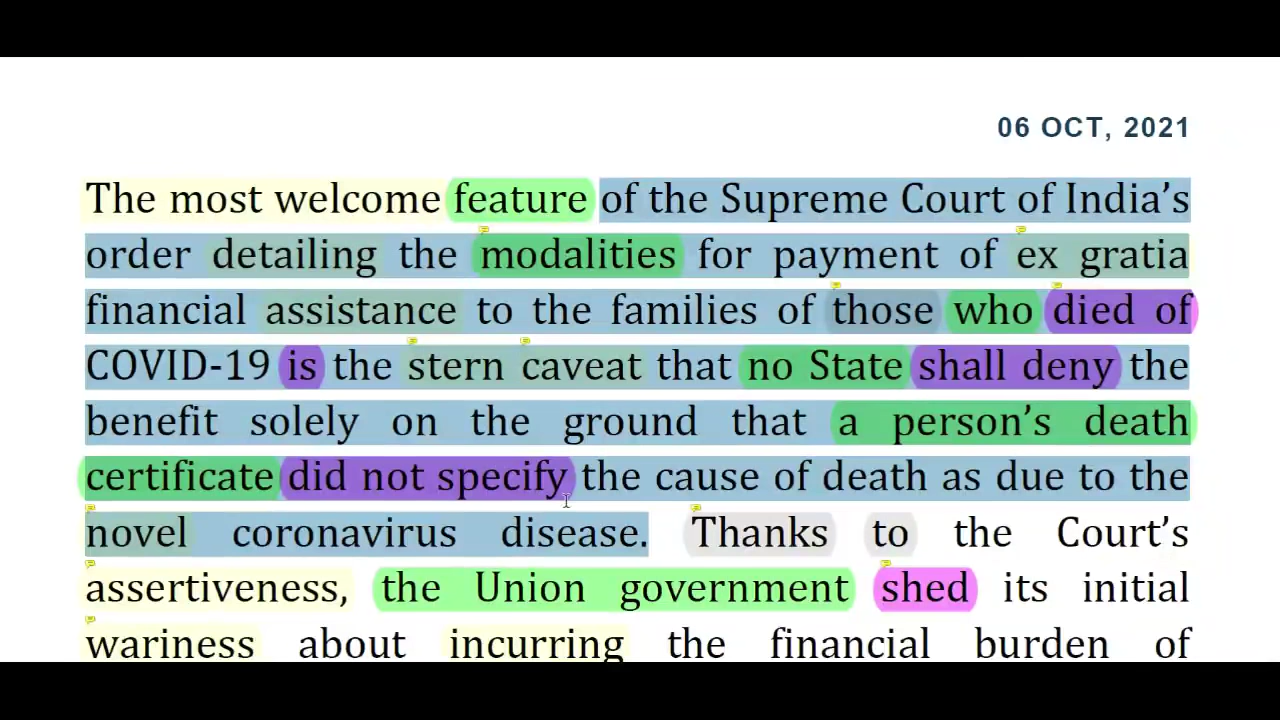 06 OCT, 2021
The most welcome feature of the Supreme Court of India’s
order detailing the modalities for payment of ex gratia
financial assistance to the families of those who died of
COVID-19 is the stern caveat that no State shall deny the
benefit solely on the ground that a person’s death
certificate did not specify the cause of death as due to the
novel coronavirus disease. Thanks to the Court’s
assertiveness, the Union government shed its initial
wariness about incurring the financial burden of